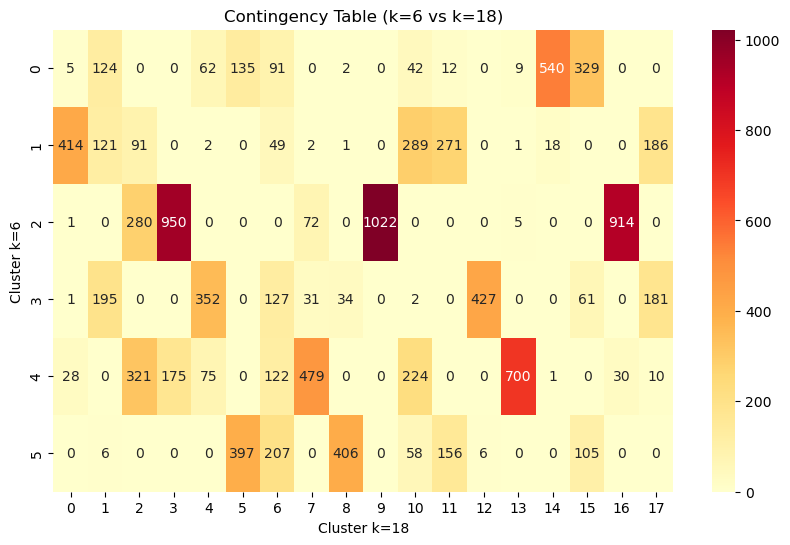 Contingency Table (k=6 vs k=18)
0 5 124 0 0 62 135 91 0 2 0 42 12 0 9 540 329 0 0
1 414 121 91 0 2 0 49 2 1 0 289 271 0 1 18 0 0 186
2 1 0 280 950 0 0 0 72 0 1022 0 0 0 5 0 0 914 0
3 1 195 0 0 352 0 127 31 34 0 2 0 427 0 0 61 0 181
4 28 0 321 175 75 0 122 479 0 0 224 0 0 700 1 0 30 10
5 0 6 0 0 0 397 207 0 406 0 58 156 6 0 0 105 0 0
0 1 2 3 4 5 6 7 8 9 10 11 12 13 14 15 16 17
Cluster k=18
Cluster k=6
1000
800
600
400
200
0